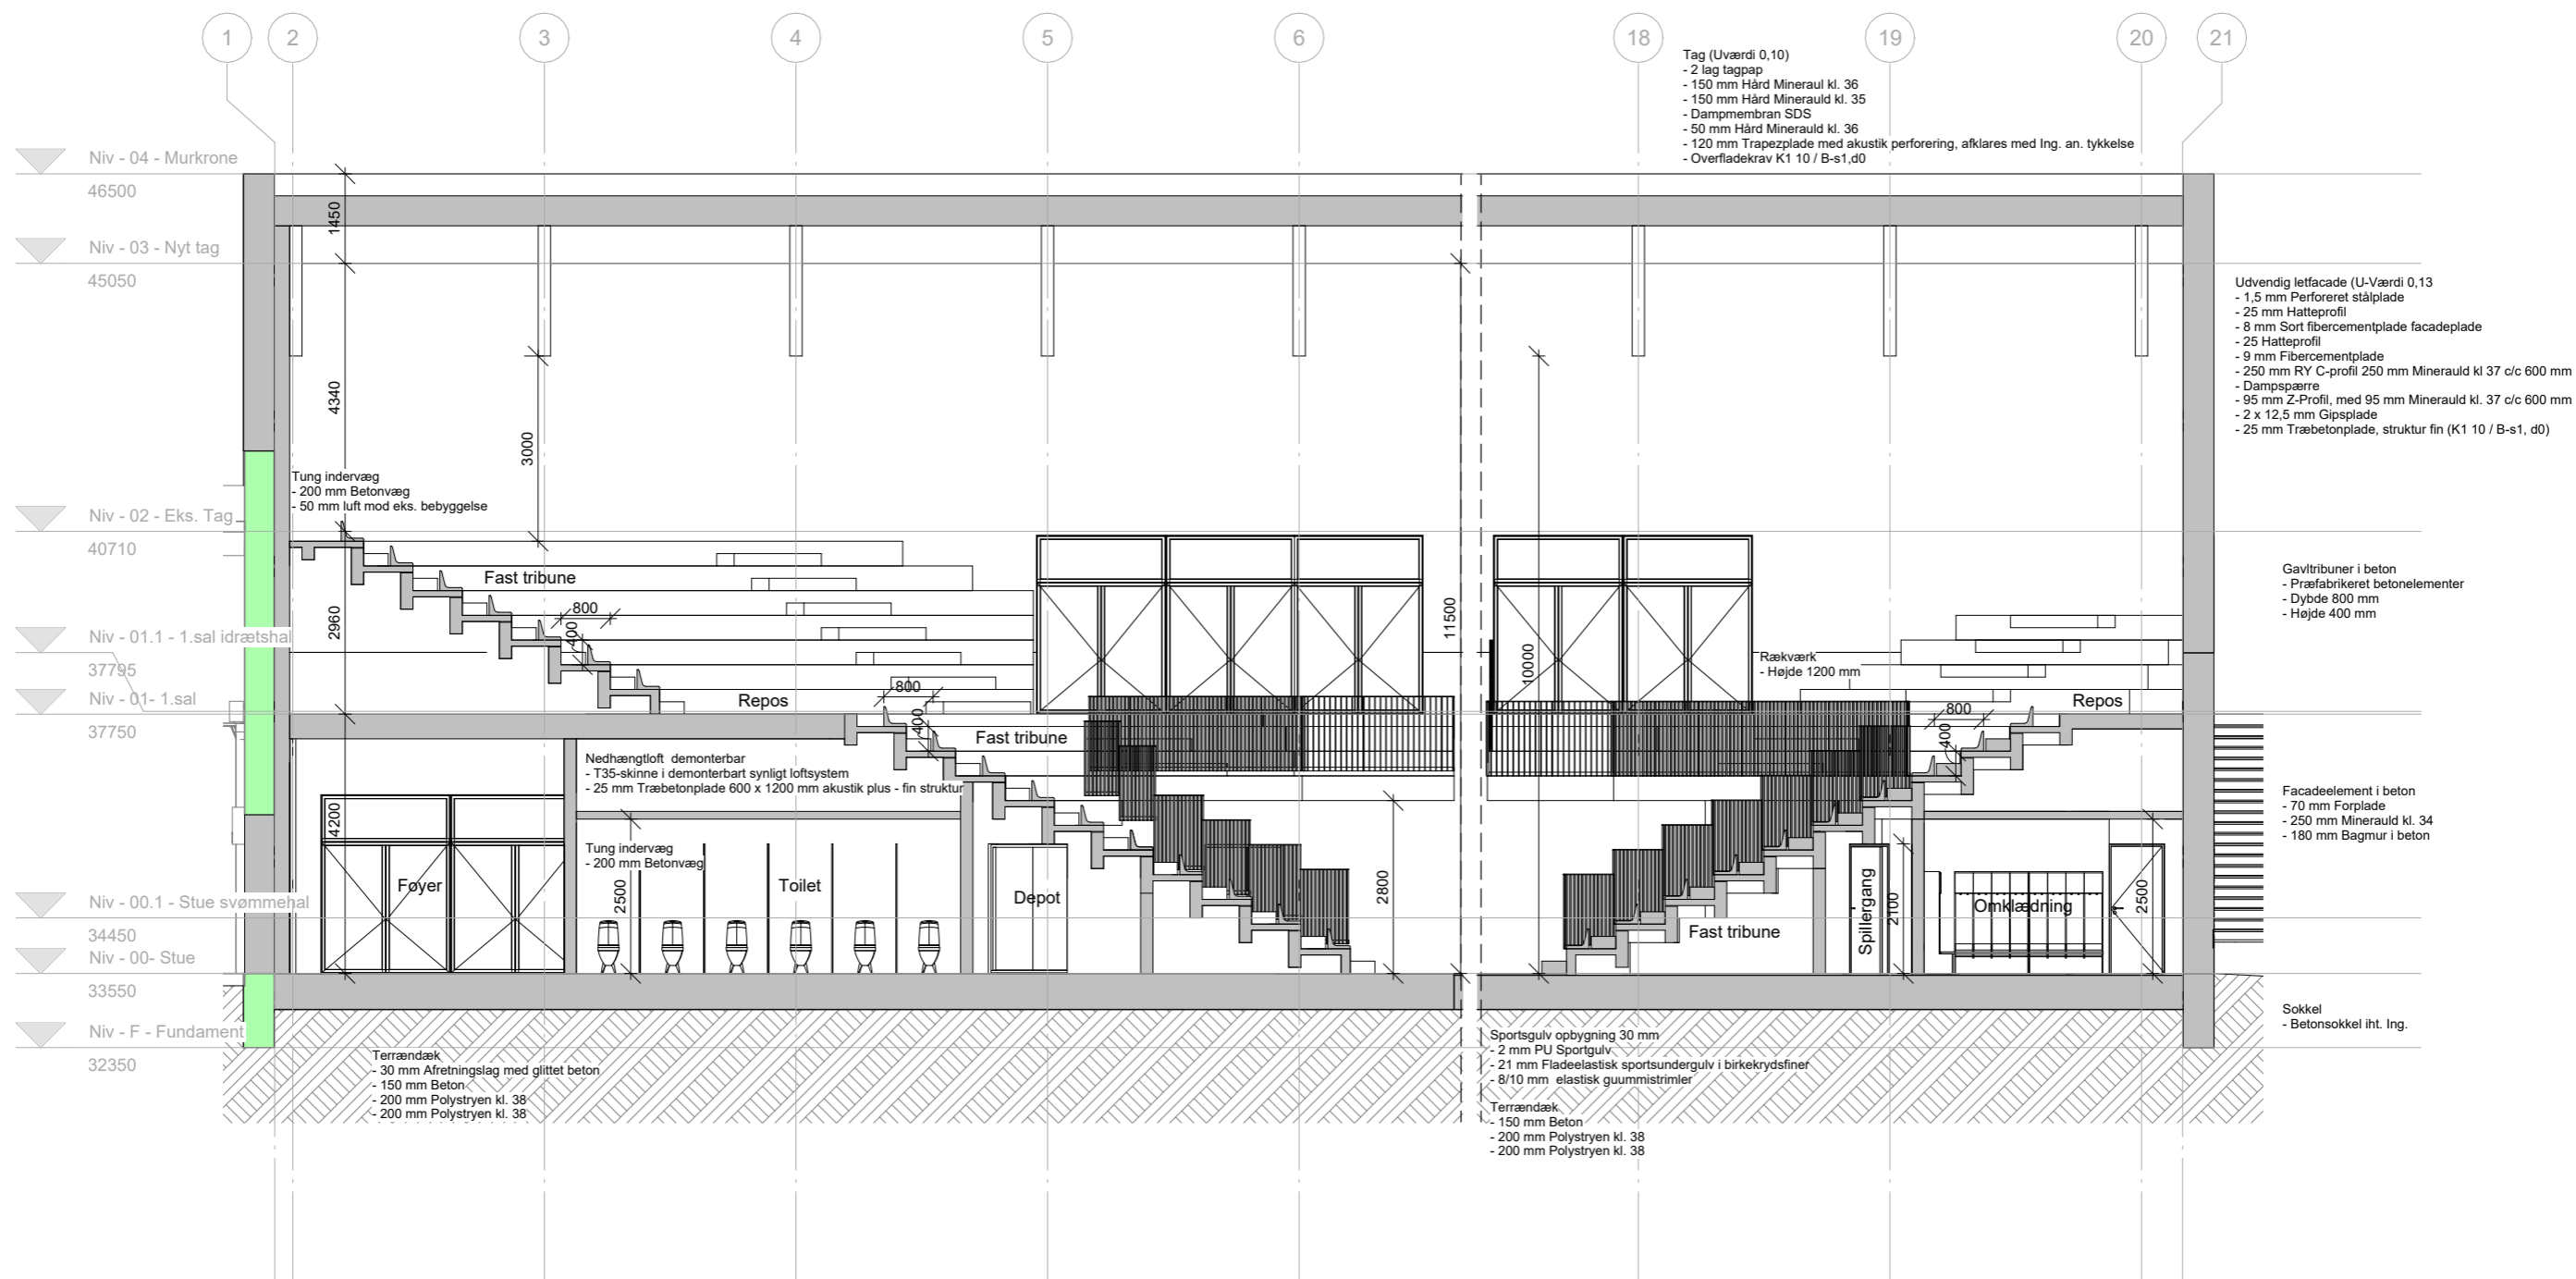 1
2
3
4
5
6
18
19
20
21
Tag (Uværdi 0,10)
- 2 lag tagpap
- 150 mm Hård Mineraul kl. 36
- 150 mm Hård Minerauld kl. 35
- Dampmembran SDS
- 50 mm Hård Minerauld kl. 36
- 120 mm Trapezplade med akustik perforering, afklares med Ing. an. tykkelse
- Overfladekrav K1 10 / B-s1,d0
Niv - 04 - Murkrone
46500
1450
Niv - 03 - Nyt tag
45050
Udvendig letfacade (U-Værdi 0,13
- 1,5 mm Perforeret stålplade
- 25 mm Hatteprofil
- 8 mm Sort fibercementplade facadeplade
- 25 Hatteprofil
- 9 mm Fibercementplade
- 250 mm RY C-profil 250 mm Minerauld kl 37 c/c 600 mm
- Dampspærre
- 95 mm Z-Profil, med 95 mm Minerauld kl. 37 c/c 600 mm
- 2 x 12,5 mm Gipsplade
- 25 mm Træbetonplade, struktur fin (K1 10 / B-s1, d0)
4340
3000
Tung indervæg
- 200 mm Betonvæg
- 50 mm luft mod eks. bebyggelse
Niv - 02 - Eks. Tag
40710
Fast tribune
800
400
2960
11500
10000
Gavltribuner i beton
- Præfabrikeret betonelementer
- Dybde 800 mm
- Højde 400 mm
Niv - 01.1 - 1.sal idrætshal
37795
Rækværk
- Højde 1200 mm
Niv - 01- 1.sal
37750
Repos
800
400
Fast tribune
Repos
800
400
Nedhængtloft demonterbar
- T35-skinne i demonterbart synligt loftsystem
- 25 mm Træbetonplade 600 x 1200 mm akustik plus - fin struktur
4200
Tung indervæg
- 200 mm Betonvæg
2500
Føyer
Toilet
Depot
2800
Fast tribune
Spillergang
2100
Omklædning
2500
Facadeelement i beton
- 70 mm Forplade
- 250 mm Minerauld kl. 34
- 180 mm Bagmur i beton
Niv - 00.1 - Stue svømmehal
34450
Niv - 00- Stue
33550
Niv - F - Fundament
32350
Sokkel
- Betonsokkel iht. Ing.
Terrændæk
- 30 mm Afretningslag med glittet beton
- 150 mm Beton
- 200 mm Polystryen kl. 38
- 200 mm Polystryen kl. 38
Sportsgulv opbygning 30 mm
- 2 mm PU Sportgulv
- 21 mm Fladeelastisk sportsundergulv i birkekrydsfiner
- 8/10 mm elastisk guummistrimler
Terrændæk
- 150 mm Beton
- 200 mm Polystryen kl. 38
- 200 mm Polystryen kl. 38